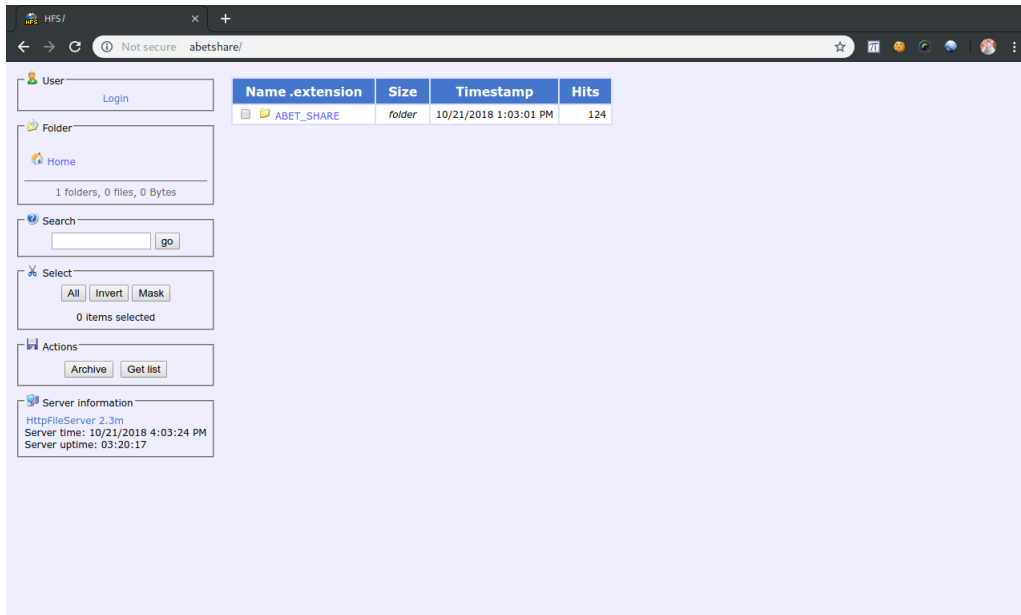 HFS /
Not secure abetshare/
User
Login
Folder
Home
1 folders, 0 files, 0 Bytes
Search
go
Select
All Invert Mask
0 items selected
Actions
Archive Get list
Server information
HttpFileServer 2.3m
Server time: 10/21/2018 4:03:24 PM
Server uptime: 03:20:17
Name .extension Size Timestamp Hits
ABET_SHARE folder 10/21/2018 1:03:01 PM 124